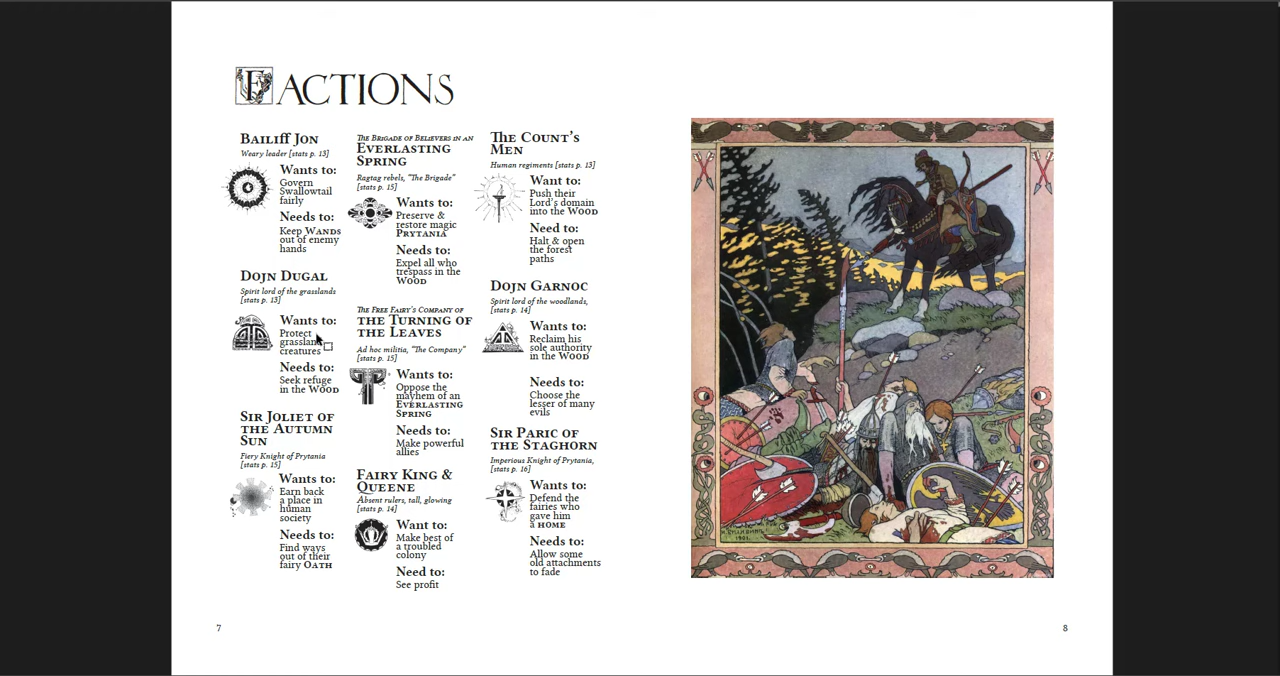 FACTIONS
Bailiff Jon
Weary leader [stats p. 13]
Wants to:
Govern
Swallowtail
fairly
Needs to:
Keep Wands
out of enemy
hands
Dojn Dugal
Spirit lord of the grasslands
[stats p. 13]
Wants to:
Protect
grassland
creatures
Needs to:
Seek refuge
in the Wood
Sir Joliet of
the Autumn
Sun
Fiery Knight of Prytania
[stats p. 15]
Wants to:
Earn back
a place in
human
society
Needs to:
Find ways
out of their
fairy Oath
The Brigade of Believers in an
Everlasting
Spring
Ragtag rebels, "The Brigade"
[stats p. 15]
Wants to:
Preserve &
restore magic
Prytania
Needs to:
Expel all who
trespass in the
Wood
The Free Fairy's Company of
the Turning of
the Leaves
Ad hoc militia, "The Company"
[stats p. 15]
Wants to:
Oppose the
mayhem of an
Everlasting
Spring
Needs to:
Make powerful
allies
Fairy King &
Queene
Absent rulers, tall, glowing
[stats p. 14]
Want to:
Make best of
a troubled
colony
Need to:
See profit
The Count's
Men
Human regiments [stats p. 13]
Want to:
Push their
Lord's domain
into the Wood
Need to:
Halt & open
the forest
paths
Dojn Garnoc
Spirit lord of the woodlands,
[stats p. 14]
Wants to:
Reclaim his
sole authority
in the Wood
Needs to:
Choose the
lesser of many
evils
Sir Paric of
the Staghorn
Imperious Knight of Prytania,
[stats p. 16]
Wants to:
Defend the
fairies who
gave him
a home
Needs to:
Allow some
old attachments
to fade
7
1901.
8